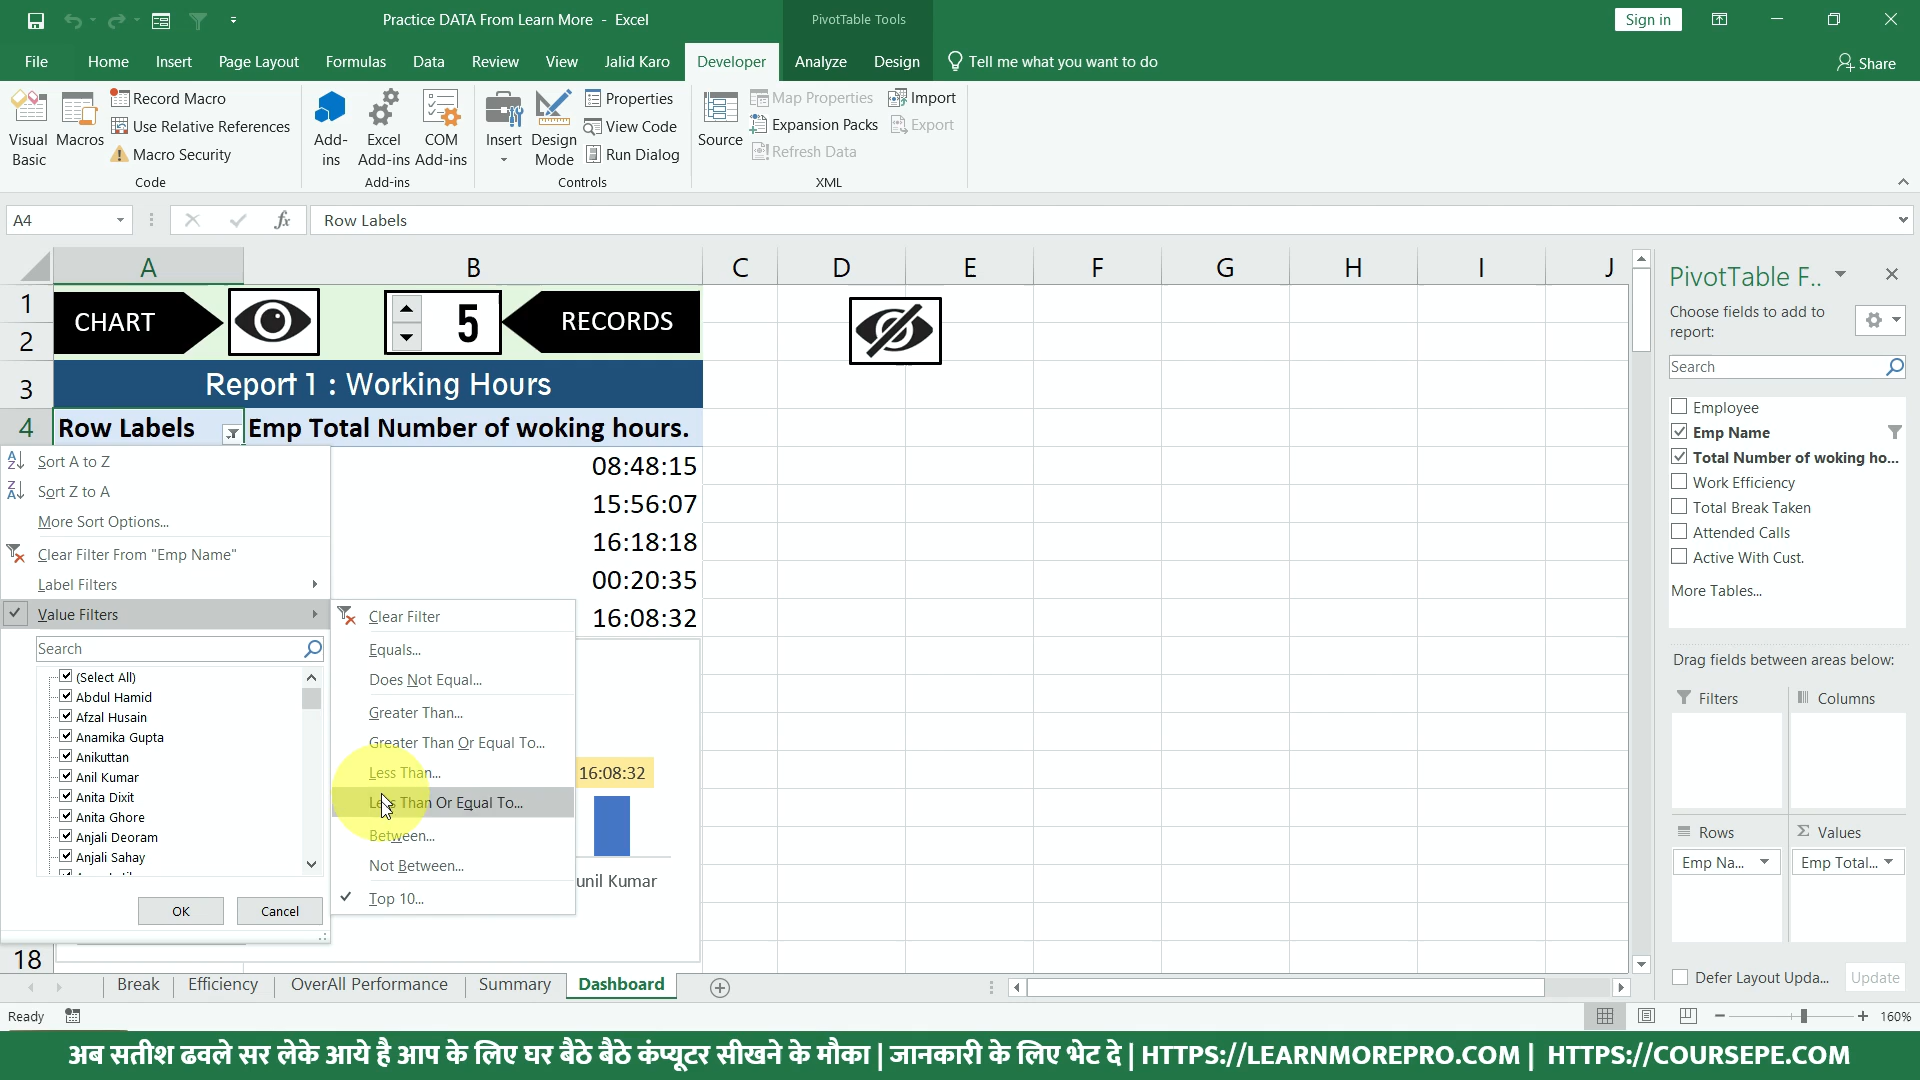 Practice DATA From Learn More - Excel
PivotTable Tools
Sign in
File Home Insert Page Layout Formulas Data Review View Jalid Karo Developer Analyze Design Tell me what you want to do Share
Visual Basic
Macros
Record Macro
Use Relative References
Macro Security
Code
Add-ins
Excel Add-ins
COM Add-ins
Add-ins
Insert
Design Mode
Properties
View Code
Run Dialog
Controls
Source
Map Properties
Expansion Packs
Refresh Data
Import
Export
XML
A4
fx
Row Labels
A B C D E F G H I J
1
2
3
4
18
CHART
5
RECORDS
Report 1 : Working Hours
Row Labels
Emp Total Number of woking hours.
08:48:15
15:56:07
16:18:18
00:20:35
16:08:32
Sort A to Z
Sort Z to A
More Sort Options...
Clear Filter From "Emp Name"
Label Filters
Value Filters
Search
(Select All)
Abdul Hamid
Afzal Husain
Anamika Gupta
Anikuttan
Anil Kumar
Anita Dixit
Anita Ghore
Anjali Deoram
Anjali Sahay
OK
Cancel
Clear Filter
Equals...
Does Not Equal...
Greater Than...
Greater Than Or Equal To...
Less Than...
Less Than Or Equal To...
Between...
Not Between...
Top 10...
16:08:32
unil Kumar
PivotTable F..
Choose fields to add to report:
Search
Employee
Emp Name
Total Number of woking ho...
Work Efficiency
Total Break Taken
Attended Calls
Active With Cust.
More Tables...
Drag fields between areas below:
Filters
Columns
Rows
Values
Emp Na...
Emp Total...
Defer Layout Upda...
Update
Break Efficiency OverAll Performance Summary Dashboard
Ready
160%
अब सतीश ढवले सर लेके आये है आप के लिए घर बैठे बैठे कंप्यूटर सीखने के मौका | जानकारी के लिए भेट दे | HTTPS://LEARNMOREPRO.COM | HTTPS://COURSEPE.COM